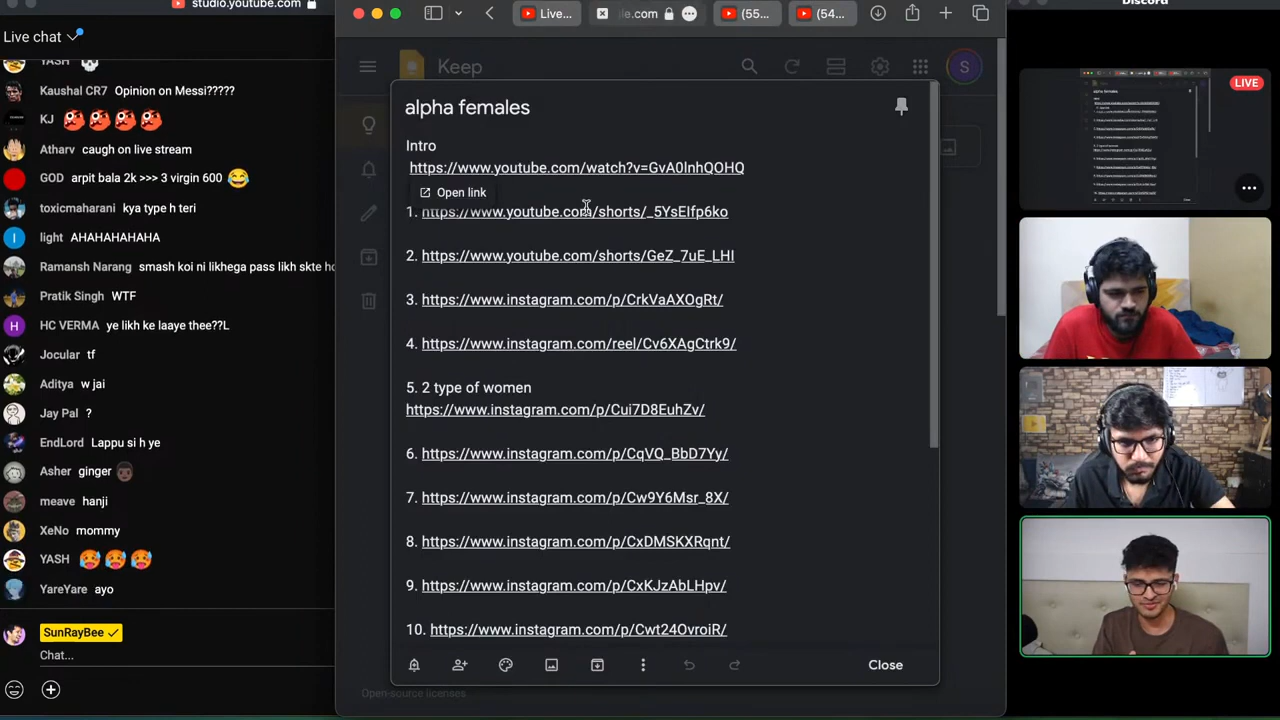 studio.youtube.com
Live chat
YASH
Kaushal CR7 Opinion on Messi?????
KJ
Atharv caugh on live stream
GOD arpit bala 2k >>> 3 virgin 600
toxicmaharani kya type h teri
light AHAHAHAHAHA
Ramansh Narang smash koi ni likhega pass likh skte
Pratik Singh WTF
HC VERMA ye likh ke laaye thee??L
Jocular tf
Aditya w jai
Jay Pal ?
EndLord Lappu si h ye
Asher ginger
meave hanji
XeNo mommy
YASH
YareYare ayo
SunRayBee
Chat...
Live...
le.com
(55...
(54...
Keep
S
alpha females
Intro
Open link
1. https://www.youtube.com/shorts/_5YsEIfp6ko
2. https://www.youtube.com/shorts/GeZ_7uE_LHI
3. https://www.instagram.com/p/CrkVaAXOgRt/
4. https://www.instagram.com/reel/Cv6XAgCtrk9/
5. 2 type of women
https://www.instagram.com/p/Cui7D8EuhZv/
6. https://www.instagram.com/p/CqVQ_BbD7Yy/
7. https://www.instagram.com/p/Cw9Y6Msr_8X/
8. https://www.instagram.com/p/CxDMSKXRqnt/
9. https://www.instagram.com/p/CxKJzAbLHpv/
10. https://www.instagram.com/p/Cwt24OvroiR/
Close
Open-source licenses
Discord
LIVE